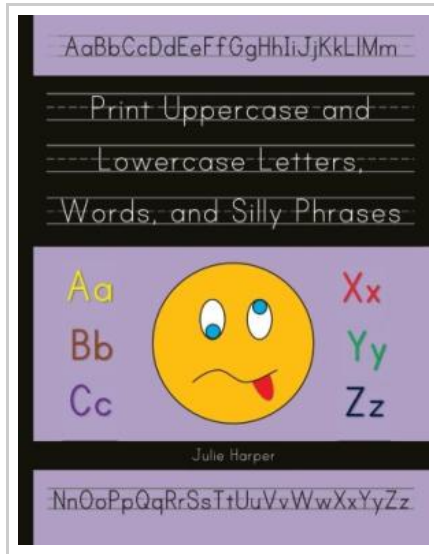 AaBbCcDdEeFfGgHhIiJjKkLlMm
Print Uppercase and
Lowercase Letters,
Words, and Silly Phrases
Aa
Xx
Bb
Yy
Cc
Zz
Julie Harper
NnOoPpQqRrSsTtUuVvWwXxYyZz